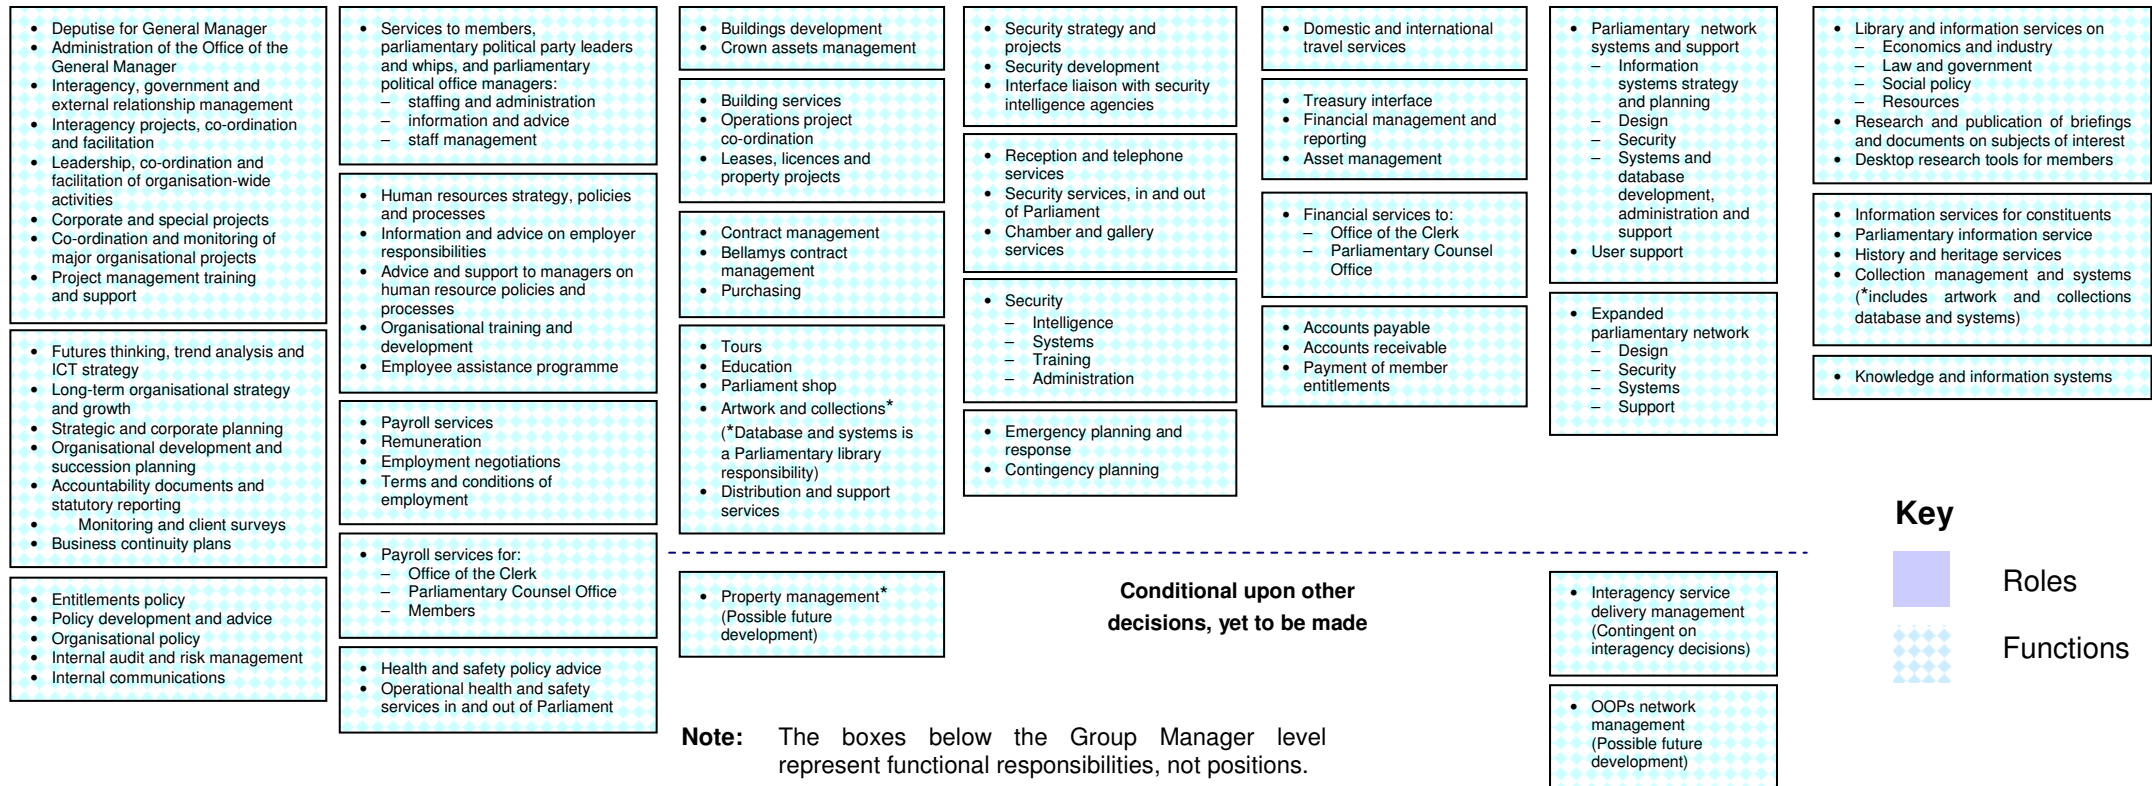 • Deputise for General Manager
• Administration of the Office of the
General Manager
• Interagency, government and
external relationship management
• Interagency projects, co-ordination
and facilitation
• Leadership, co-ordination and
facilitation of organisation-wide
activities
• Corporate and special projects
• Co-ordination and monitoring of
major organisational projects
• Project management training
and support
• Futures thinking, trend analysis and
ICT strategy
• Long-term organisational strategy
and growth
• Strategic and corporate planning
• Organisational development and
succession planning
• Accountability documents and
statutory reporting
• Monitoring and client surveys
• Business continuity plans
• Entitlements policy
• Policy development and advice
• Organisational policy
• Internal audit and risk management
• Internal communications
• Services to members,
parliamentary political party leaders
and whips, and parliamentary
political office managers:
– staffing and administration
– information and advice
– staff management
• Human resources strategy, policies
and processes
• Information and advice on employer
responsibilities
• Advice and support to managers on
human resource policies and
processes
• Organisational training and
development
• Employee assistance programme
• Payroll services
• Remuneration
• Employment negotiations
• Terms and conditions of
employment
• Payroll services for:
– Office of the Clerk
– Parliamentary Counsel Office
– Members
• Health and safety policy advice
• Operational health and safety
services in and out of Parliament
• Buildings development
• Crown assets management
• Building services
• Operations project
co-ordination
• Leases, licences and
property projects
• Contract management
• Bellamys contract
management
• Purchasing
• Tours
• Education
• Parliament shop
• Artwork and collections*
(*Database and systems is
a Parliamentary library
responsibility)
• Distribution and support
services
• Property management*
(Possible future
development)
• Security strategy and
projects
• Security development
• Interface liaison with security
intelligence agencies
• Reception and telephone
services
• Security services, in and out
of Parliament
• Chamber and gallery
services
• Security
– Intelligence
– Systems
– Training
– Administration
• Emergency planning and
response
• Contingency planning
• Domestic and international
travel services
• Treasury interface
• Financial management and
reporting
• Asset management
• Financial services to:
– Office of the Clerk
– Parliamentary Counsel
Office
• Accounts payable
• Accounts receivable
• Payment of member
entitlements
Conditional upon other
decisions, yet to be made
• Parliamentary network
systems and support
– Information
systems strategy
and planning
– Design
– Security
– Systems and
database
development,
administration and
support
• User support
• Expanded
parliamentary network
– Design
– Security
– Systems
– Support
• Interagency service
delivery management
(Contingent on
interagency decisions)
• OOPs network
management
(Possible future
development)
• Library and information services on
– Economics and industry
– Law and government
– Social policy
– Resources
• Research and publication of briefings
and documents on subjects of interest
• Desktop research tools for members
• Information services for constituents
• Parliamentary information service
• History and heritage services
• Collection management and systems
(*includes artwork and collections
database and systems)
• Knowledge and information systems
Key
Roles
Functions
Note: The boxes below the Group Manager level
represent functional responsibilities, not positions.